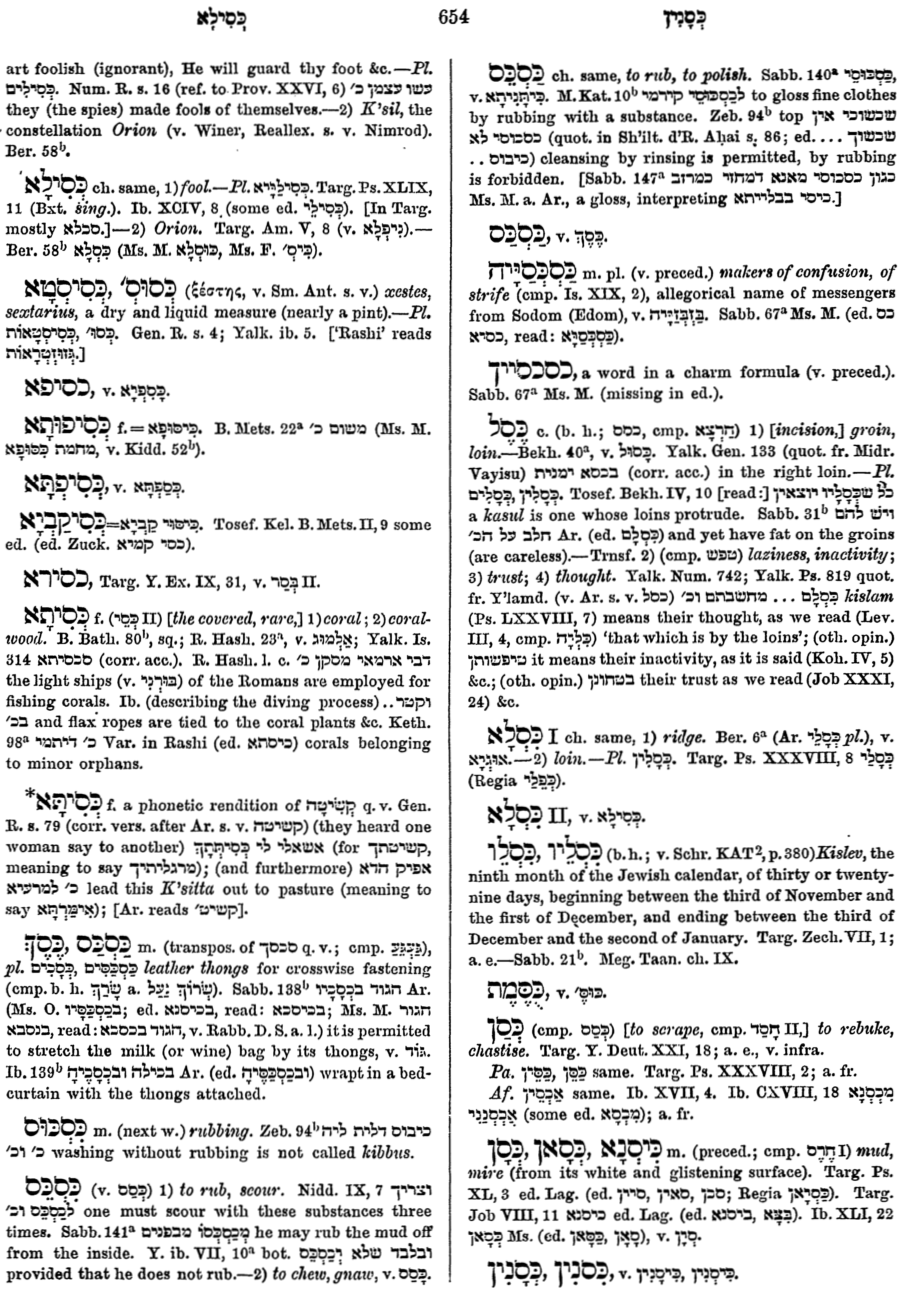 כְּסִילָא
654
כְּסָנִין
art foolish (ignorant), He will guard thy foot &c.—Pl.
כְּסִילִים. Num. R. s. 16 (ref. to Prov. XXVI, 6) עשו עצמן כ׳
they (the spies) made fools of themselves.—2) K'sil, the
constellation Orion (v. Winer, Reallex. s. v. Nimrod).
Ber. 58b.
כְּסִילָא ch. same, 1) fool.—Pl. כְּסִילַיָּיא. Targ. Ps. XLIX,
11 (Bxt. sing.). Ib. XCIV, 8 (some ed. כְּסִילֵי). [In Targ.
mostly סכלא.]—2) Orion. Targ. Am. V, 8 (v. נִיפְלָא).—
Ber. 58b כְּסְלָא (Ms. M. כּוּסְלָא, Ms. F. כִּיס׳).
כְּסִיסְטָא, כְּסוּס׳ (ξέστης, v. Sm. Ant. s. v.) xestes,
sextarius, a dry and liquid measure (nearly a pint).—Pl.
כְּסִיסְטָאוֹת, כְּסוּ׳. Gen. R. s. 4; Yalk. ib. 5. ['Rashi' reads
גְּזוּזְטְרָאוֹת.]
כסיפא, v. כִּסְפָּיָא.
כְּסִיפוּתָא f. = כִּיסּוּפָא. B. Mets. 22a משום כ׳ (Ms. M.
מחמת כִּסּוּפָא, v. Kidd. 52b).
כְּסִיפְתָּא, v. כְּסֶפְתָּא.
כְּסִיקַבְיָא=כִּיסּוּי קַבְיָא. Tosef. Kel. B. Mets. II, 9 some
ed. (ed. Zuck. כסי קמיא).
כסירא, Targ. Y. Ex. IX, 31, v. בְּסַר II.
כְּסִיתָא f. (כְּסֵי II) [the covered, rare,] 1) coral; 2) coral-
wood. B. Bath. 80b, sq.; R. Hash. 23a, v. אַלְמוּג; Yalk. Is.
314 סכסיתא (corr. acc.). R. Hash. l. c. דבי ארמאי מסקן כ׳
the light ships (v. בּוּרְנִי) of the Romans are employed for
fishing corals. Ib. (describing the diving process) וקטר..
בכ׳ and flax ropes are tied to the coral plants &c. Keth.
98a כ׳ דיתמי Var. in Rashi (ed. כיסתא) corals belonging
to minor orphans.
*כְּסִיתָּא f. a phonetic rendition of קְשִׂיטָה q. v. Gen.
R. s. 79 (corr. vers. after Ar. s. v. קשיטה) (they heard one
woman say to another) אשאלי לי כְּסִיתְּתָךְ (for קשיטתך,
meaning to say מרגליתיך); (and furthermore) אפיק הדא
כ׳ למרעיא lead this K'sitta out to pasture (meaning to
say אִימַּרְתָּא); [Ar. reads קשיט׳].
כֶּסֶךְ, כַּסְכַּס m. (transpos. of סכסך q. v.; cmp. גַּעְגַּע),
pl. כְּסָכִים, כַּסְכַּסִּים leather thongs for crosswise fastening
(cmp. b. h. שָׂרַךְ a. שְׂרוֹךְ נַעַל). Sabb. 138b הגוד בכְסָכָיו Ar.
(Ms. O. בכַסְכַּסָּיו; ed. בכיסנא, read: בכיסכא; Ms. M. הגור
בנסבא, read: הגוד בכסכא, v. Rabb. D. S. a. l.) it is permitted
to stretch the milk (or wine) bag by its thongs, v. גּוֹד.
Ib. 139b בכילה ובכְסָכֶיהָ Ar. (ed. ובכַסְכַּסֶּיהָ) wrapt in a bed-
curtain with the thongs attached.
כִּסְכּוּס m. (next w.) rubbing. Zeb. 94b כיבוס דלית ליה
כ׳ וכ׳ washing without rubbing is not called kibbus.
כִּסְכֵּס (v. כָּסַס) 1) to rub, scour. Nidd. IX, 7 וצריך
לכַסְכֵּס וכ׳ one must scour with these substances three
times. Sabb. 141a מְכַסְכְּסוֹ מבפנים he may rub the mud off
from the inside. Y. ib. VII, 10a bot. ובלבד שלא יְכַסְכֵּס
provided that he does not rub.—2) to chew, gnaw, v. כָּסַס.
כַּסְכֵּס ch. same, to rub, to polish. Sabb. 140a כַּסְכּוּסֵי,
v. כִּיתָּנִיתָא. M. Kat. 10b לכַסְכּוּסֵי קירמי to gloss fine clothes
by rubbing with a substance. Zeb. 94b top שכשוכי אין
כסכוסי לא (quot. in Sh'ilt. d'R. Aḥai s. 86; ed. .... שכשוך
כיבוס ..) cleansing by rinsing is permitted, by rubbing
is forbidden. [Sabb. 147a כגון כסכוסי מאנא דמחזי כמרזב
Ms. M. a. Ar., a gloss, interpreting כיסי בבלייתא.]
כַּסְכַּס, v. כֶּסֶךְ.
כַּסְכַּסַיָּיה m. pl. (v. preced.) makers of confusion, of
strife (cmp. Is. XIX, 2), allegorical name of messengers
from Sodom (Edom), v. בַּזְבַּזַיָּיה. Sabb. 67a Ms. M. (ed. כס
כסיא, read: כַּסְכַּסַיָּא).
כסכסייך, a word in a charm formula (v. preced.).
Sabb. 67a Ms. M. (missing in ed.).
כֶּסֶל c. (b. h.; כסס, cmp. חַרְצָא) 1) [incision,] groin,
loin.—Bekh. 40a, v. כָּסוּל. Yalk. Gen. 133 (quot. fr. Midr.
Vayisu) בכסא ימנית (corr. acc.) in the right loin.—Pl.
כְּסָלִים, כְּסָלִין. Tosef. Bekh. IV, 10 [read:] כל שכְּסָלָיו יוצאין
a kasul is one whose loins protrude. Sabb. 31b ויש להם
חלב על הכ׳ Ar. (ed. כִּסְלָם) and yet have fat on the groins
(are careless).—Trnsf. 2) (cmp. טפש) laziness, inactivity;
3) trust; 4) thought. Yalk. Num. 742; Yalk. Ps. 819 quot.
fr. Y'lamd. (v. Ar. s. v. כסל) כִּסְלָם ... מחשבתם וכ׳ kislam
(Ps. LXXVIII, 7) means their thought, as we read (Lev.
III, 4, cmp. כִּלְיָה) 'that which is by the loins'; (oth. opin.)
טיפשותן it means their inactivity, as it is said (Koh. IV, 5)
&c.; (oth. opin.) בטחונן their trust as we read (Job XXXI,
24) &c.
כִּסְלָא I ch. same, 1) ridge. Ber. 6a (Ar. כִּסְלֵי pl.), v.
אוּגְיָא.—2) loin.—Pl. כִּסְלִין. Targ. Ps. XXXVIII, 8 כִּסְלֵי
(Regia כִּפְלֵי).
כִּסְלָא II, v. כְּסִילָא.
כִּסְלֵיו, כִּסְלֵו (b. h.; v. Schr. KAT², p. 380) Kislev, the
ninth month of the Jewish calendar, of thirty or twenty-
nine days, beginning between the third of November and
the first of December, and ending between the third of
December and the second of January. Targ. Zech. VII, 1;
a. e.—Sabb. 21b. Meg. Taan. ch. IX.
כֻּסֶּמֶת, v. כּוּסּ׳.
כְּסַן (cmp. כְּסַס) [to scrape, cmp. חֲסַד II,] to rebuke,
chastise. Targ. Y. Deut. XXI, 18; a. e., v. infra.
Pa. כַּסֵּן, כַּסֵּין same. Targ. Ps. XXXVIII, 2; a. fr.
Af. אַכְסֵין same. Ib. XVII, 4. Ib. CXVIII, 18 מִכְסְנָא
אַכְסְנַנִי (some ed. מִכְסָא); a. fr.
כִּיסְנָא, כְּסָאן, כְּסָן m. (preced.; cmp. חֶרֶס I) mud,
mire (from its white and glistening surface). Targ. Ps.
XL, 3 ed. Lag. (ed. סכן, סאין, סיין; Regia כְּסָיָאן). Targ.
Job VIII, 11 כיסנא ed. Lag. (ed. בִּצָּא, ביסנא). Ib. XLI, 22
כְּסָאן Ms. (ed. סָאָן, כַּסָּאן), v. סְיָן.
כְּסָנִין, כִּסְנִין, v. כִּיסָנִין, כִּיסְנִין.